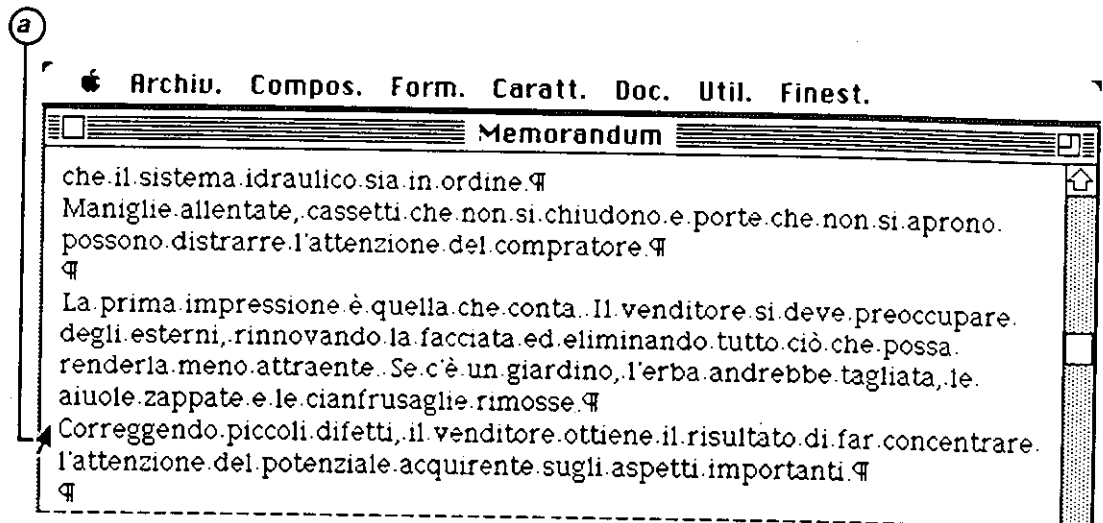 a
Archiv. Compos. Form. Caratt. Doc. Util. Finest.
Memorandum
che.il.sistema.idraulico.sia.in.ordine.¶
Maniglie.allentate,.cassetti.che.non.si.chiudono.e.porte.che.non.si.aprono.
possono.distrarre.l'attenzione.del.compratore.¶
¶
La.prima.impressione.è.quella.che.conta..Il.venditore.si.deve.preoccupare.
degli.esterni,.rinnovando.la.facciata.ed.eliminando.tutto.ciò.che.possa.
renderla.meno.attraente..Se.c'è.un.giardino,.l'erba.andrebbe.tagliata,.le.
aiuole.zappate.e.le.cianfrusaglie.rimosse.¶
Correggendo.piccoli.difetti,.il.venditore.ottiene.il.risultato.di.far.concentrare.
l'attenzione.del.potenziale.acquirente.sugli.aspetti.importanti.¶
¶